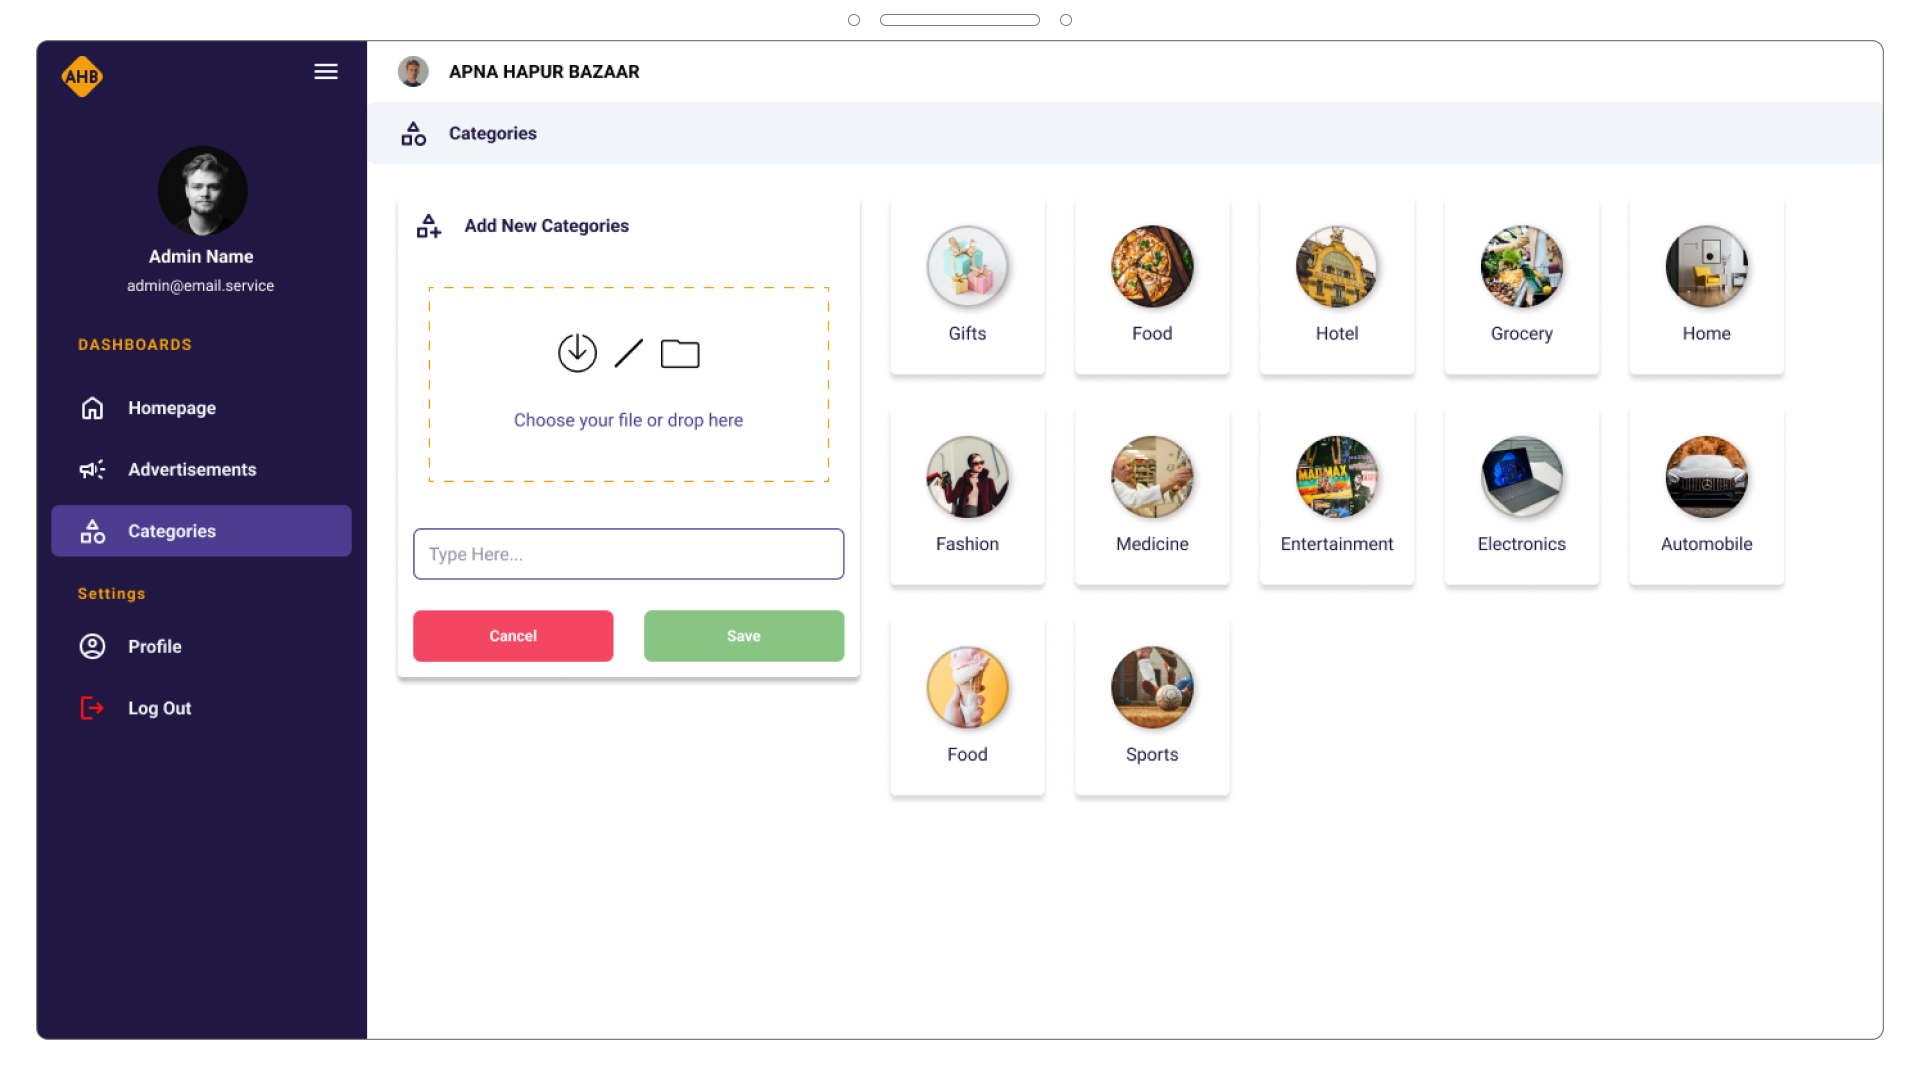 AHB
Admin Name
admin@email.service
DASHBOARDS
Homepage
Advertisements
Categories
Settings
Profile
Log Out
APNA HAPUR BAZAAR
Categories
Add New Categories
Choose your file or drop here
Type Here...
Cancel
Save
Gifts
Food
Hotel
Grocery
Home
Fashion
Medicine
MADMAX
Entertainment
Electronics
Automobile
Food
Sports